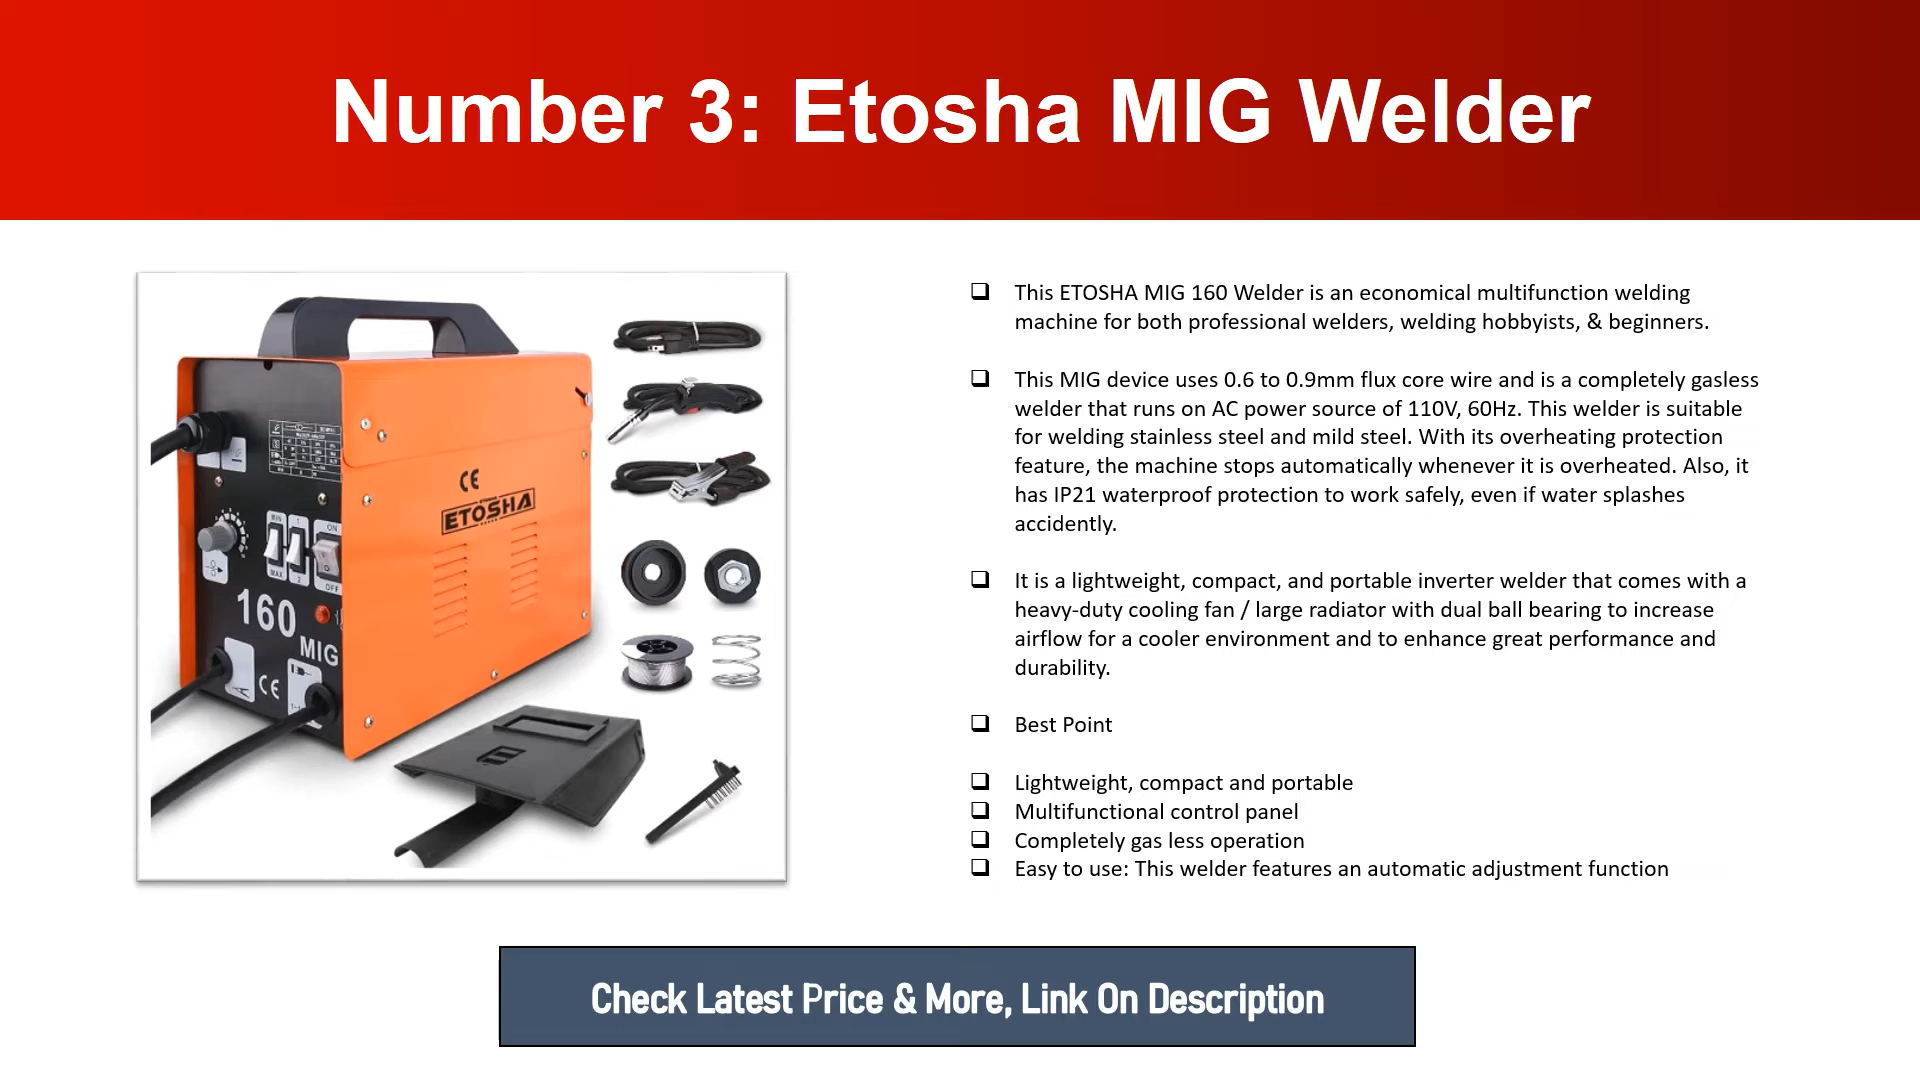 Number 3: Etosha MIG Welder
CE
ETOSHA
MIN
1
ON
MAX
2
OFF
160
MIG
CE
This ETOSHA MIG 160 Welder is an economical multifunction welding
machine for both professional welders, welding hobbyists, & beginners.
This MIG device uses 0.6 to 0.9mm flux core wire and is a completely gasless
welder that runs on AC power source of 110V, 60Hz. This welder is suitable
for welding stainless steel and mild steel. With its overheating protection
feature, the machine stops automatically whenever it is overheated. Also, it
has IP21 waterproof protection to work safely, even if water splashes
accidently.
It is a lightweight, compact, and portable inverter welder that comes with a
heavy-duty cooling fan / large radiator with dual ball bearing to increase
airflow for a cooler environment and to enhance great performance and
durability.
Best Point
Lightweight, compact and portable
Multifunctional control panel
Completely gas less operation
Easy to use: This welder features an automatic adjustment function
Check Latest Price & More, Link On Description